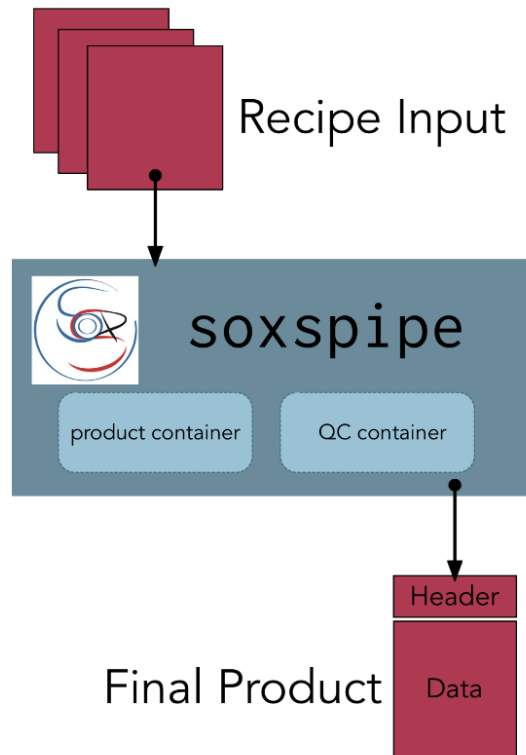 Recipe Input
soxspipe
product container
QC container
Header
Final Product
Data